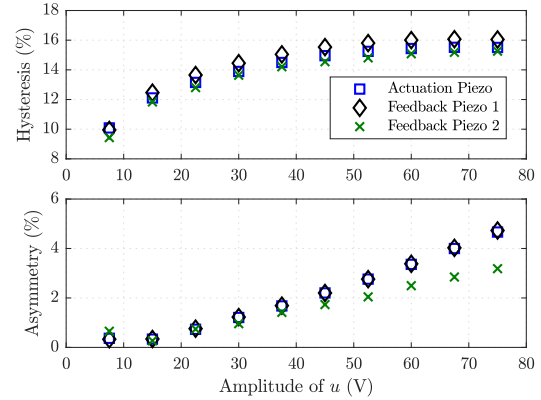 18
16
14
12
10
8
Hysteresis (%)
Actuation Piezo
Feedback Piezo 1
Feedback Piezo 2
0 10 20 30 40 50 60 70 80
6
4
2
0
Asymmetry (%)
0 10 20 30 40 50 60 70 80
Amplitude of u (V)